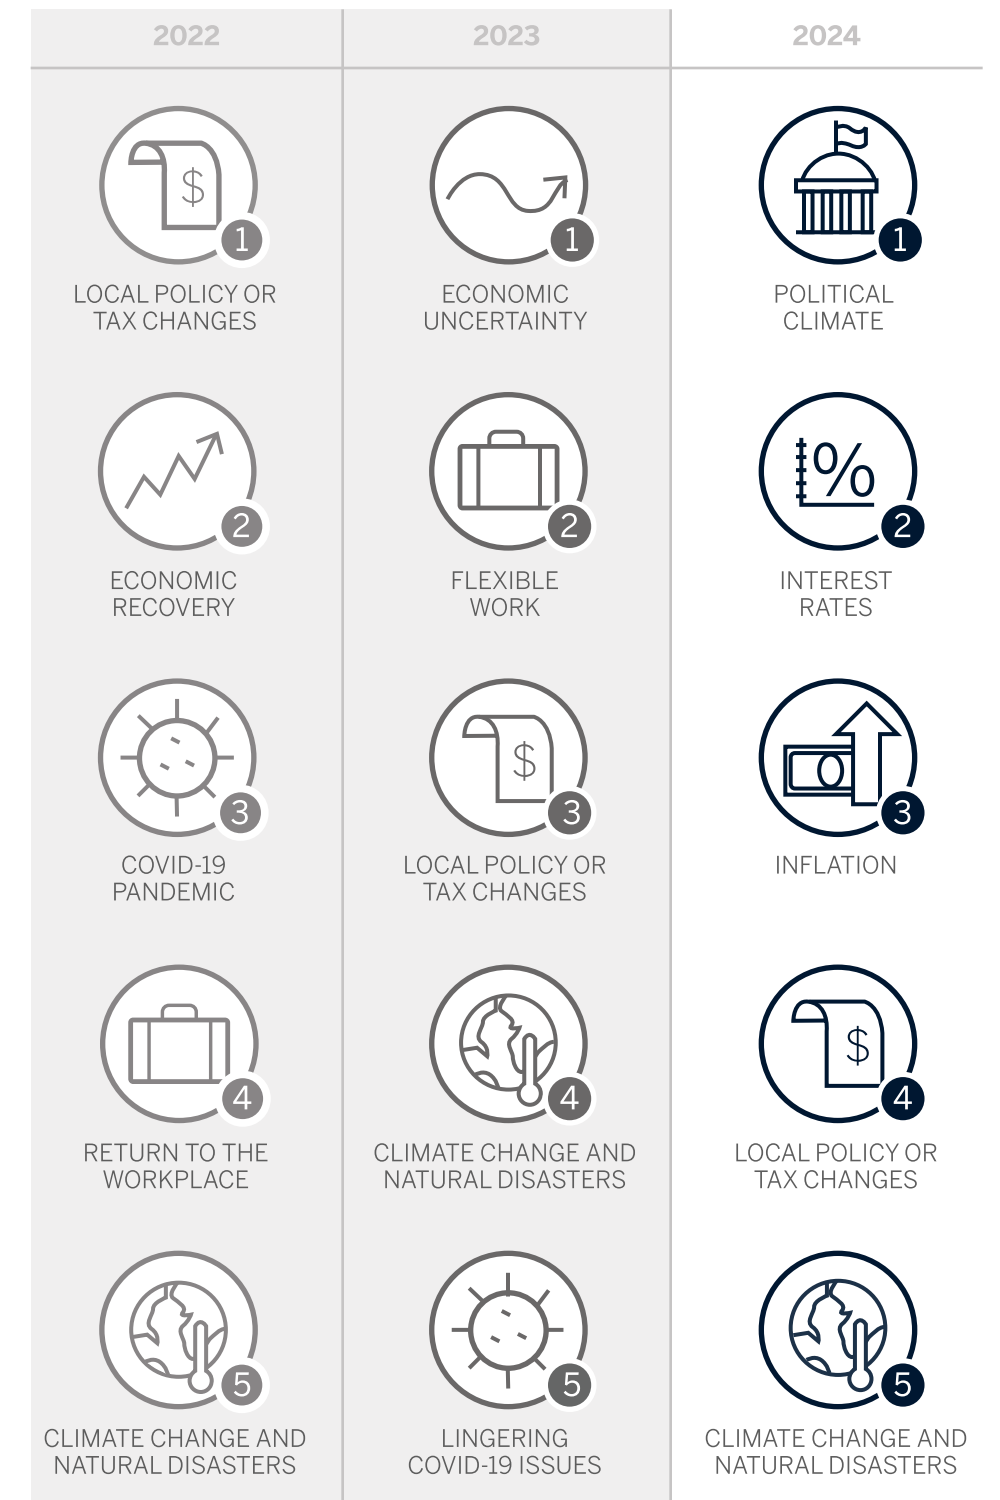 2022
2023
2024
$
1
1
1
LOCAL POLICY OR
TAX CHANGES
ECONOMIC
UNCERTAINTY
POLITICAL
CLIMATE
%
2
2
2
ECONOMIC
RECOVERY
FLEXIBLE
WORK
INTEREST
RATES
$
3
3
3
COVID-19
PANDEMIC
LOCAL POLICY OR
TAX CHANGES
INFLATION
$
4
4
4
RETURN TO THE
WORKPLACE
CLIMATE CHANGE AND
NATURAL DISASTERS
LOCAL POLICY OR
TAX CHANGES
5
5
5
CLIMATE CHANGE AND
NATURAL DISASTERS
LINGERING
COVID-19 ISSUES
CLIMATE CHANGE AND
NATURAL DISASTERS